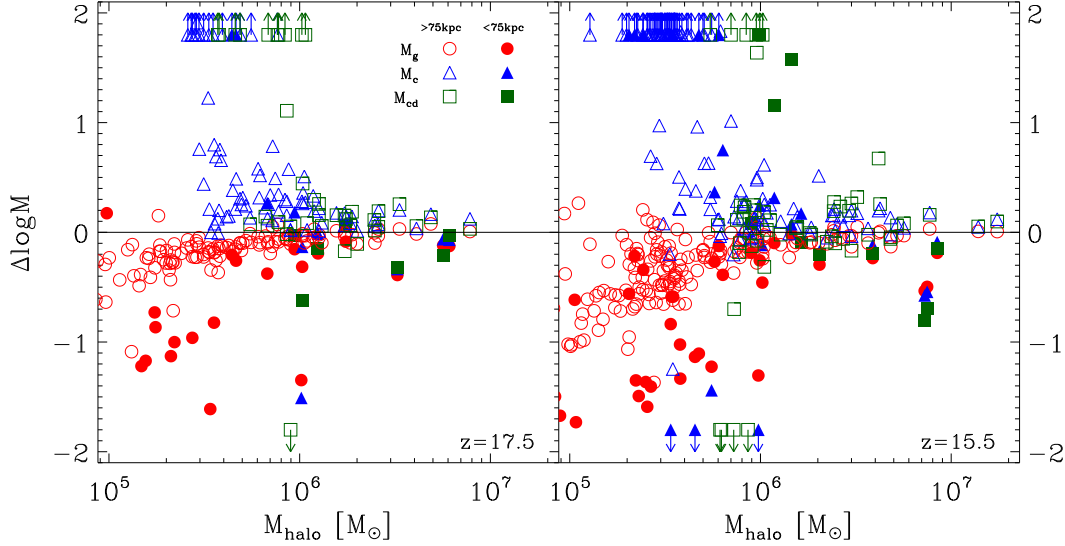 >75kpc <75kpc
M_g
M_c
M_cd
2
1
0
-1
-2
ΔlogM
z=17.5
10^5 10^6 10^7
M_halo [M_⊙]
2
1
0
-1
-2
z=15.5
10^5 10^6 10^7
M_halo [M_⊙]